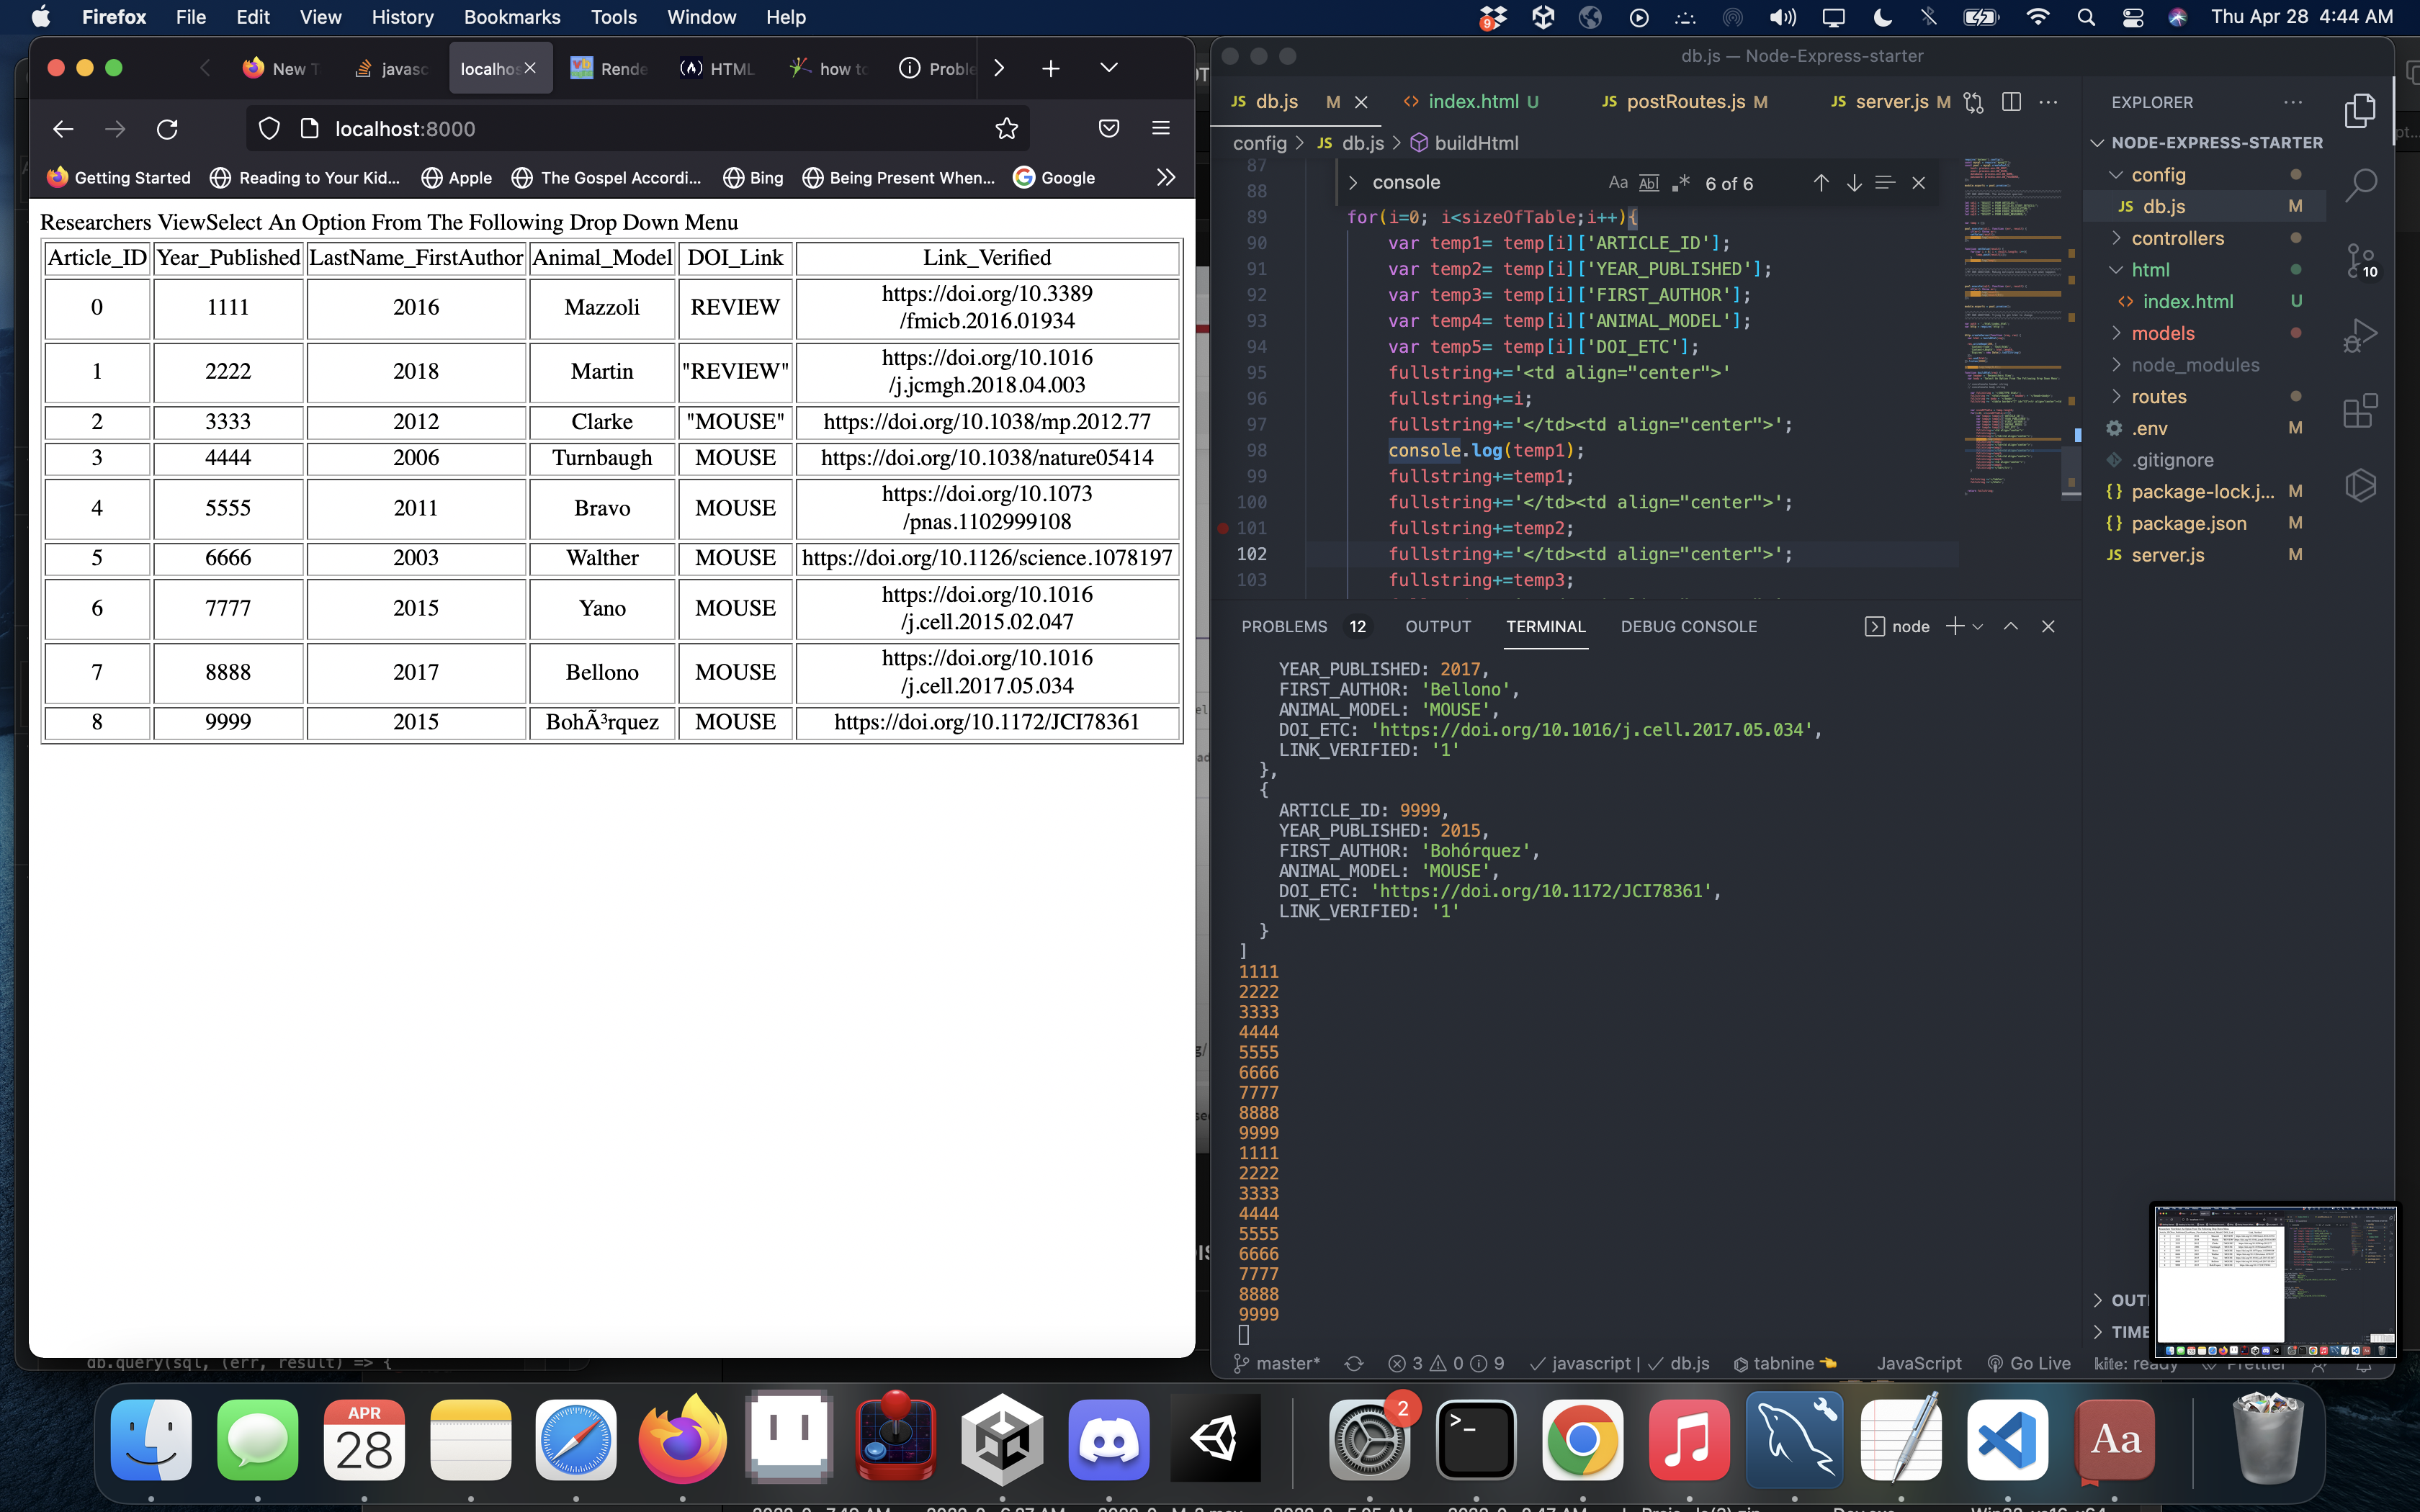 Firefox File Edit View History Bookmarks Tools Window Help
9
Thu Apr 28 4:44 AM
New T
javasc
localhos
Rende
HTML
how to
Proble
localhost:8000
Getting Started
Reading to Your Kid...
Apple
The Gospel Accordi...
Bing
Being Present When...
Google
Researchers ViewSelect An Option From The Following Drop Down Menu
Article_ID Year_Published LastName_FirstAuthor Animal_Model DOI_Link Link_Verified
0 1111 2016 Mazzoli REVIEW https://doi.org/10.3389
/fmicb.2016.01934
1 2222 2018 Martin "REVIEW" https://doi.org/10.1016
/j.jcmgh.2018.04.003
2 3333 2012 Clarke "MOUSE" https://doi.org/10.1038/mp.2012.77
3 4444 2006 Turnbaugh MOUSE https://doi.org/10.1038/nature05414
4 5555 2011 Bravo MOUSE https://doi.org/10.1073
/pnas.1102999108
5 6666 2003 Walther MOUSE https://doi.org/10.1126/science.1078197
6 7777 2015 Yano MOUSE https://doi.org/10.1016
/j.cell.2015.02.047
7 8888 2017 Bellono MOUSE https://doi.org/10.1016
/j.cell.2017.05.034
8 9999 2015 BohÃ³rquez MOUSE https://doi.org/10.1172/JCI78361
db.query(sql, (err, result) => {
db.js — Node-Express-starter
JS db.js M
<> index.html U
JS postRoutes.js M
JS server.js M
config > JS db.js > buildHtml
console
Aa Abl .* 6 of 6
87
88
89 for(i=0; i<sizeOfTable;i++){
90 var temp1= temp[i]['ARTICLE_ID'];
91 var temp2= temp[i]['YEAR_PUBLISHED'];
92 var temp3= temp[i]['FIRST_AUTHOR'];
93 var temp4= temp[i]['ANIMAL_MODEL'];
94 var temp5= temp[i]['DOI_ETC'];
95 fullstring+='<td align="center">'
96 fullstring+=i;
97 fullstring+='</td><td align="center">';
98 console.log(temp1);
99 fullstring+=temp1;
100 fullstring+='</td><td align="center">';
101 fullstring+=temp2;
102 fullstring+='</td><td align="center">';
103 fullstring+=temp3;
PROBLEMS 12 OUTPUT TERMINAL DEBUG CONSOLE
node
YEAR_PUBLISHED: 2017,
FIRST_AUTHOR: 'Bellono',
ANIMAL_MODEL: 'MOUSE',
DOI_ETC: 'https://doi.org/10.1016/j.cell.2017.05.034',
LINK_VERIFIED: '1'
},
{
ARTICLE_ID: 9999,
YEAR_PUBLISHED: 2015,
FIRST_AUTHOR: 'Bohórquez',
ANIMAL_MODEL: 'MOUSE',
DOI_ETC: 'https://doi.org/10.1172/JCI78361',
LINK_VERIFIED: '1'
}
]
1111
2222
3333
4444
5555
6666
7777
8888
9999
1111
2222
3333
4444
5555
6666
7777
8888
9999
master* 3 0 9 javascript | db.js tabnine JavaScript Go Live kite: ready Prettier
EXPLORER
NODE-EXPRESS-STARTER
config
JS db.js M
controllers
html
<> index.html U
models
node_modules
routes
.env M
.gitignore
{} package-lock.j... M
{} package.json M
JS server.js M
OUTL
TIME
10
APR
28
2
Aa